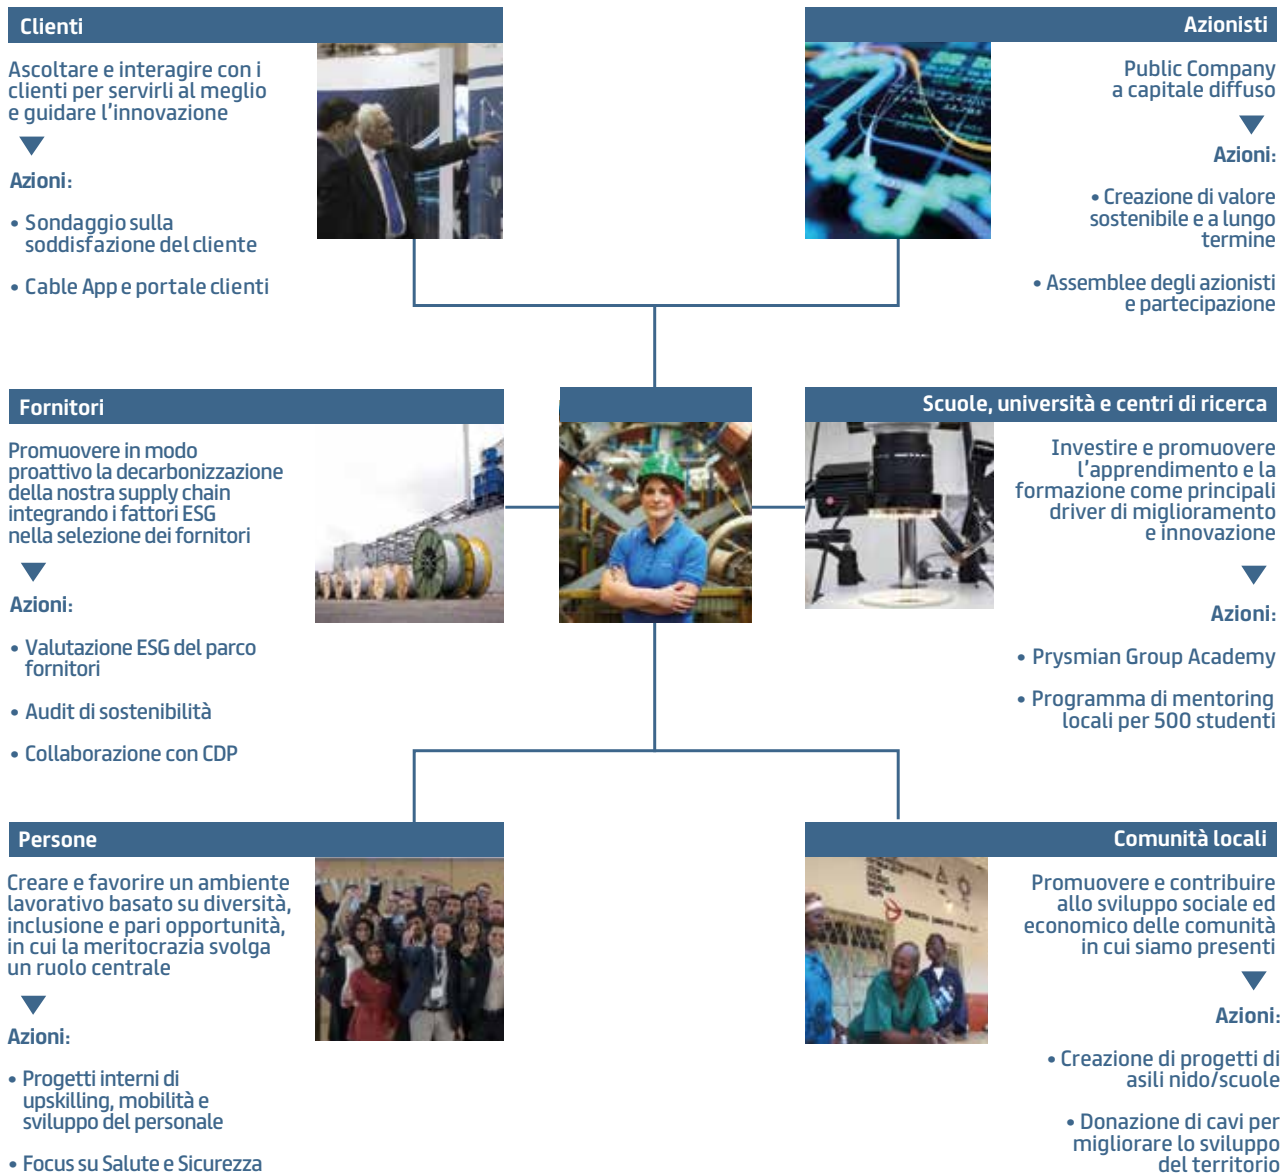 Clienti
Ascoltare e interagire con i
clienti per servirli al meglio
e guidare l'innovazione
Azioni:
• Sondaggio sulla
soddisfazione del cliente
• Cable App e portale clienti
Azionisti
Public Company
a capitale diffuso
Azioni:
• Creazione di valore
sostenibile e a lungo
termine
• Assemblee degli azionisti
e partecipazione
Fornitori
Promuovere in modo
proattivo la decarbonizzazione
della nostra supply chain
integrando i fattori ESG
nella selezione dei fornitori
Azioni:
• Valutazione ESG del parco
fornitori
• Audit di sostenibilità
• Collaborazione con CDP
Scuole, università e centri di ricerca
Investire e promuovere
l'apprendimento e la
formazione come principali
driver di miglioramento
e innovazione
Azioni:
• Prysmian Group Academy
• Programma di mentoring
locali per 500 studenti
Persone
Creare e favorire un ambiente
lavorativo basato su diversità,
inclusione e pari opportunità,
in cui la meritocrazia svolga
un ruolo centrale
Azioni:
• Progetti interni di
upskilling, mobilità e
sviluppo del personale
• Focus su Salute e Sicurezza
Comunità locali
Promuovere e contribuire
allo sviluppo sociale ed
economico delle comunità
in cui siamo presenti
Azioni:
• Creazione di progetti di
asili nido/scuole
• Donazione di cavi per
migliorare lo sviluppo
del territorio